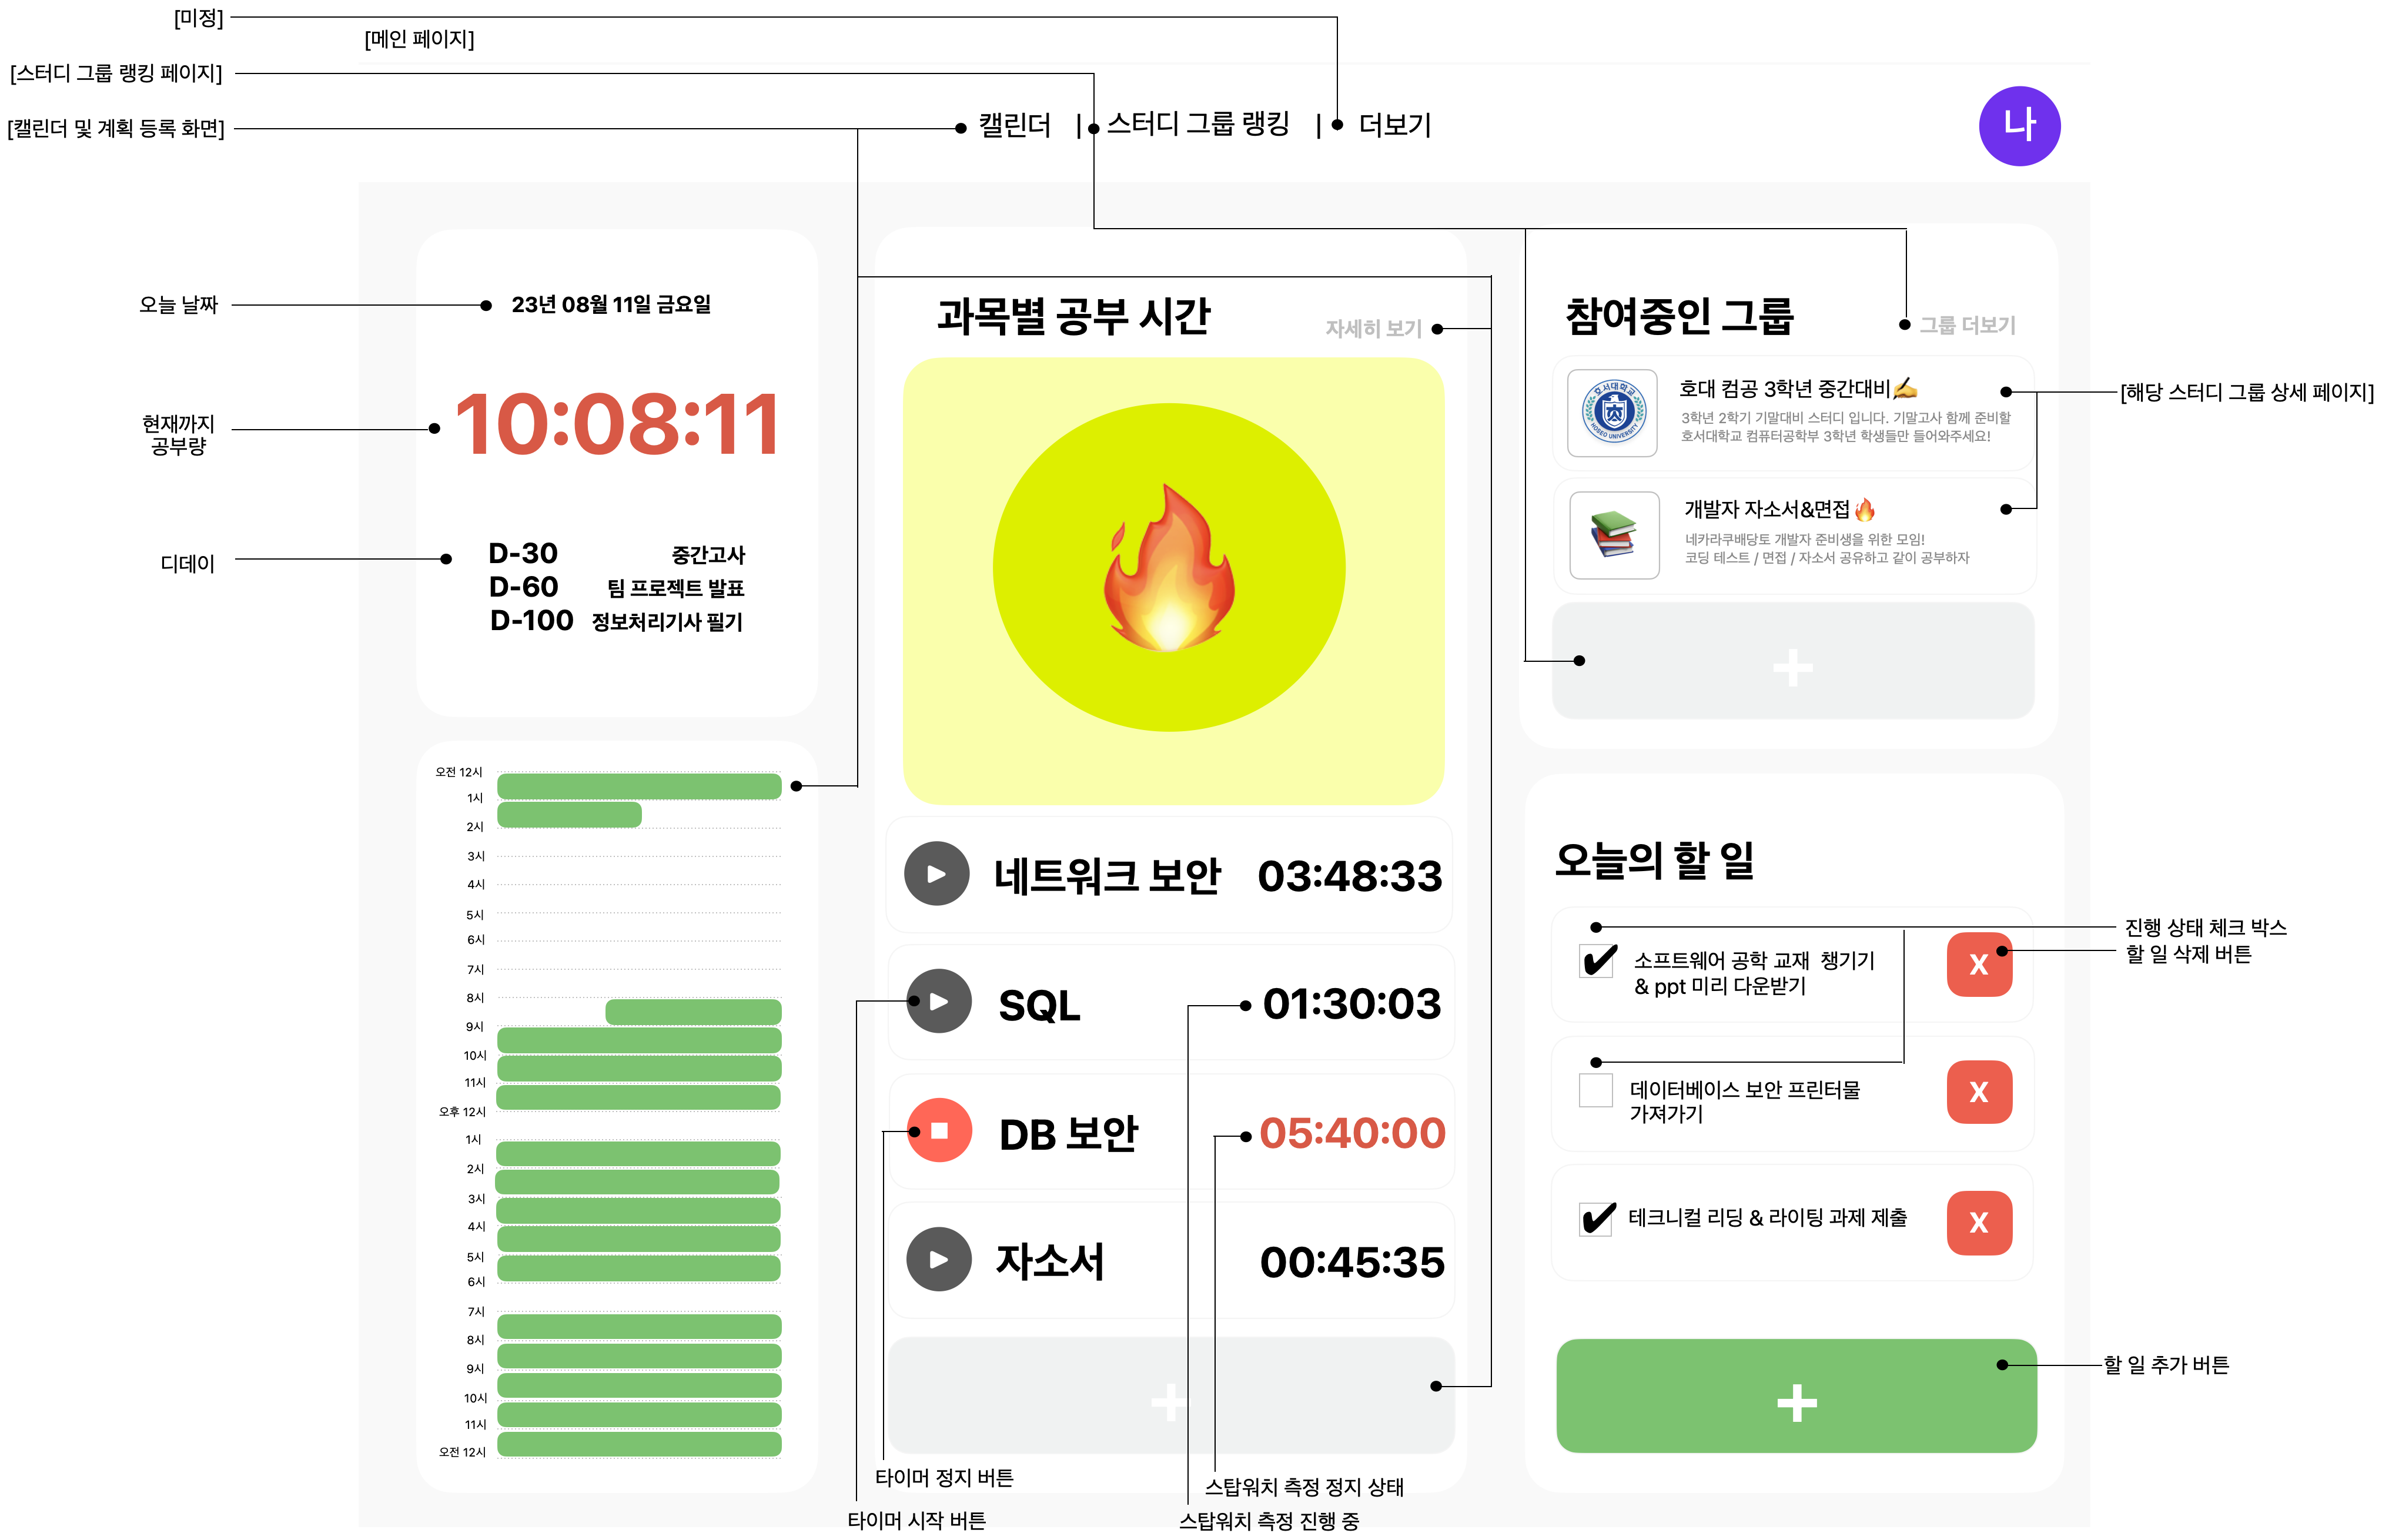 [미정]
[메인 페이지]
[스터디 그룹 랭킹 페이지]
[캘린더 및 계획 등록 화면]
캘린더 | 스터디 그룹 랭킹 | 더보기
나
오늘 날짜
23년 08월 11일 금요일
현재까지
공부량
10:08:11
디데이
D-30 중간고사
D-60 팀 프로젝트 발표
D-100 정보처리기사 필기
오전 12시
1시
2시
3시
4시
5시
6시
7시
8시
9시
10시
11시
오후 12시
1시
2시
3시
4시
5시
6시
7시
8시
9시
10시
11시
오전 12시
과목별 공부 시간
자세히 보기
네트워크 보안 03:48:33
SQL 01:30:03
DB 보안 05:40:00
자소서 00:45:35
+
타이머 정지 버튼
타이머 시작 버튼
스탑워치 측정 정지 상태
스탑워치 측정 진행 중
참여중인 그룹
그룹 더보기
호서대학교
HOSEO UNIVERSITY
호대 컴공 3학년 중간대비✍
3학년 2학기 기말대비 스터디 입니다. 기말고사 함께 준비할
호서대학교 컴퓨터공학부 3학년 학생들만 들어와주세요!
[해당 스터디 그룹 상세 페이지]
개발자 자소서&면접🔥
네카라쿠배당토 개발자 준비생을 위한 모임!
코딩 테스트 / 면접 / 자소서 공유하고 같이 공부하자
+
오늘의 할 일
진행 상태 체크 박스
할 일 삭제 버튼
소프트웨어 공학 교재 챙기기
& ppt 미리 다운받기
X
데이터베이스 보안 프린터물
가져가기
X
테크니컬 리딩 & 라이팅 과제 제출
X
할 일 추가 버튼
+